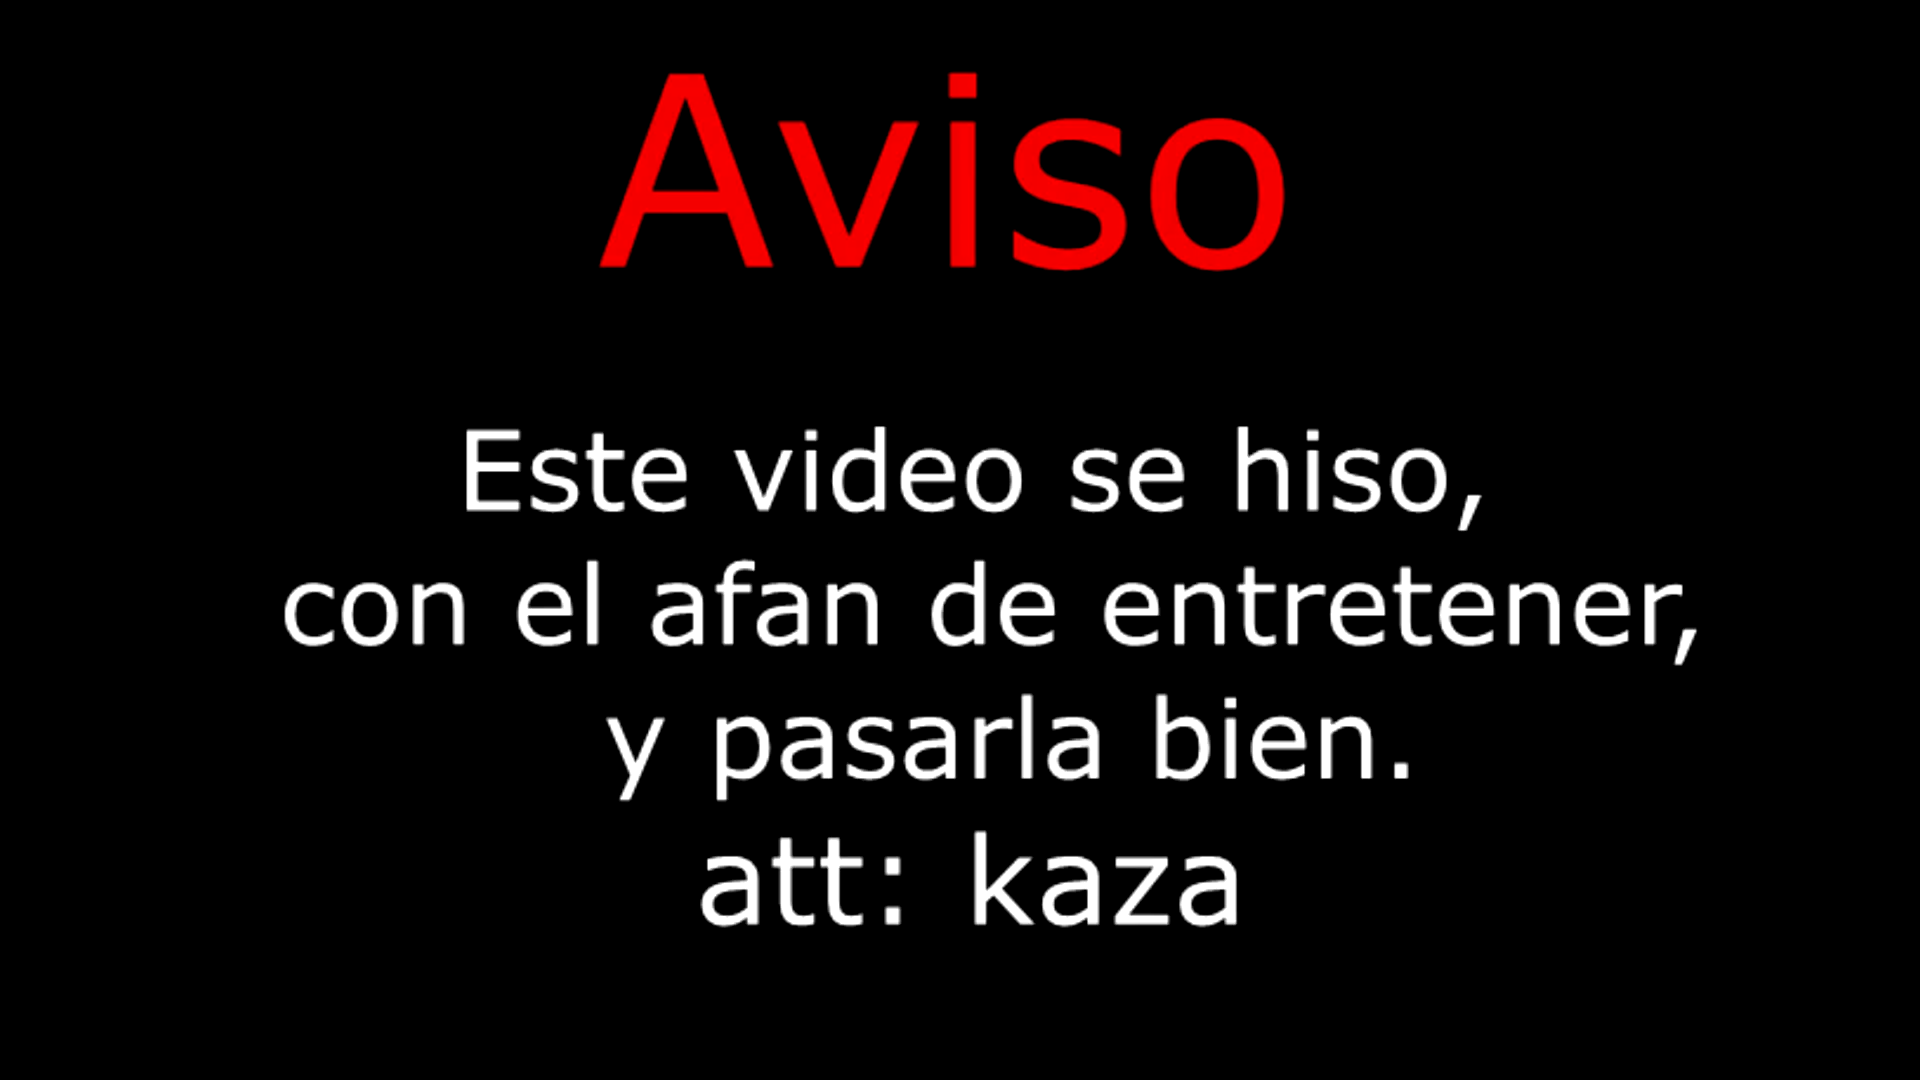 Aviso
Este video se hiso,
con el afan de entretener,
y pasarla bien.
att: kaza